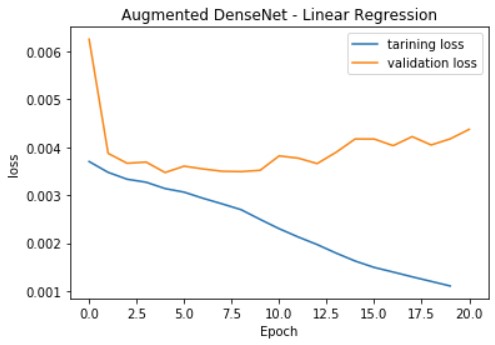 Augmented DenseNet - Linear Regression
tarining loss
validation loss
0.006
0.005
0.004
0.003
0.002
0.001
loss
0.0 2.5 5.0 7.5 10.0 12.5 15.0 17.5 20.0
Epoch